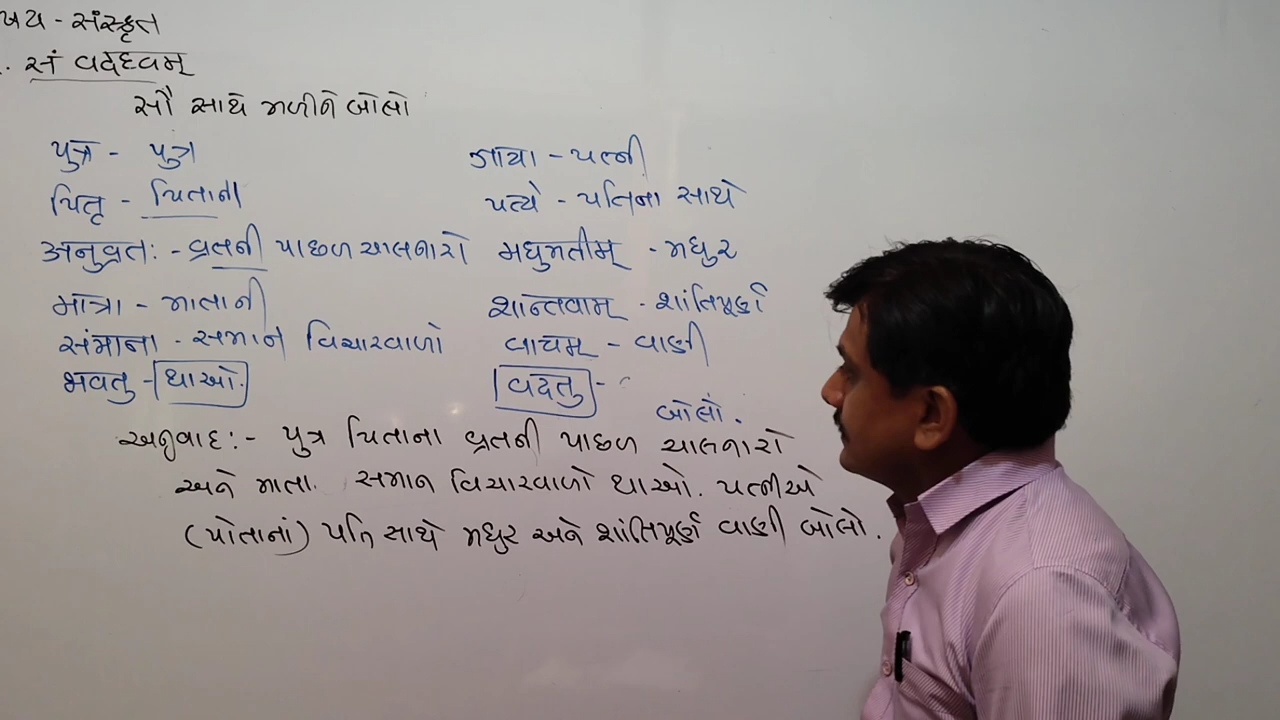 ષય - સંસ્કૃત
. સં વદધ્વમ્
સૌ સાથે મળીને બોલો
પુત્ર - પુત્ર
પિતૃ - પિતાના
અનુવ્રતઃ - વ્રતની પાછળ ચાલનારો
માત્રા - માતાની
સંમાના - સમાન વિચારવાળો
ભવતુ - થાઓ.
જાયા - પત્ની
પત્યે - પતિના સાથે
મધુમતીમ્ - મધુર
શાન્તિવામ્ - શાંતિપૂર્ણ
વાચમ્ - વાણી
વદતુ -
બોલો.
અનુવાદઃ- પુત્ર પિતાના વ્રતની પાછળ ચાલનારો
અને માતા. સમાન વિચારવાળો થાઓ. પત્નીએ
(પોતાનાં) પતિ સાથે મધુર અને શાંતિપૂર્ણ વાણી બોલો.